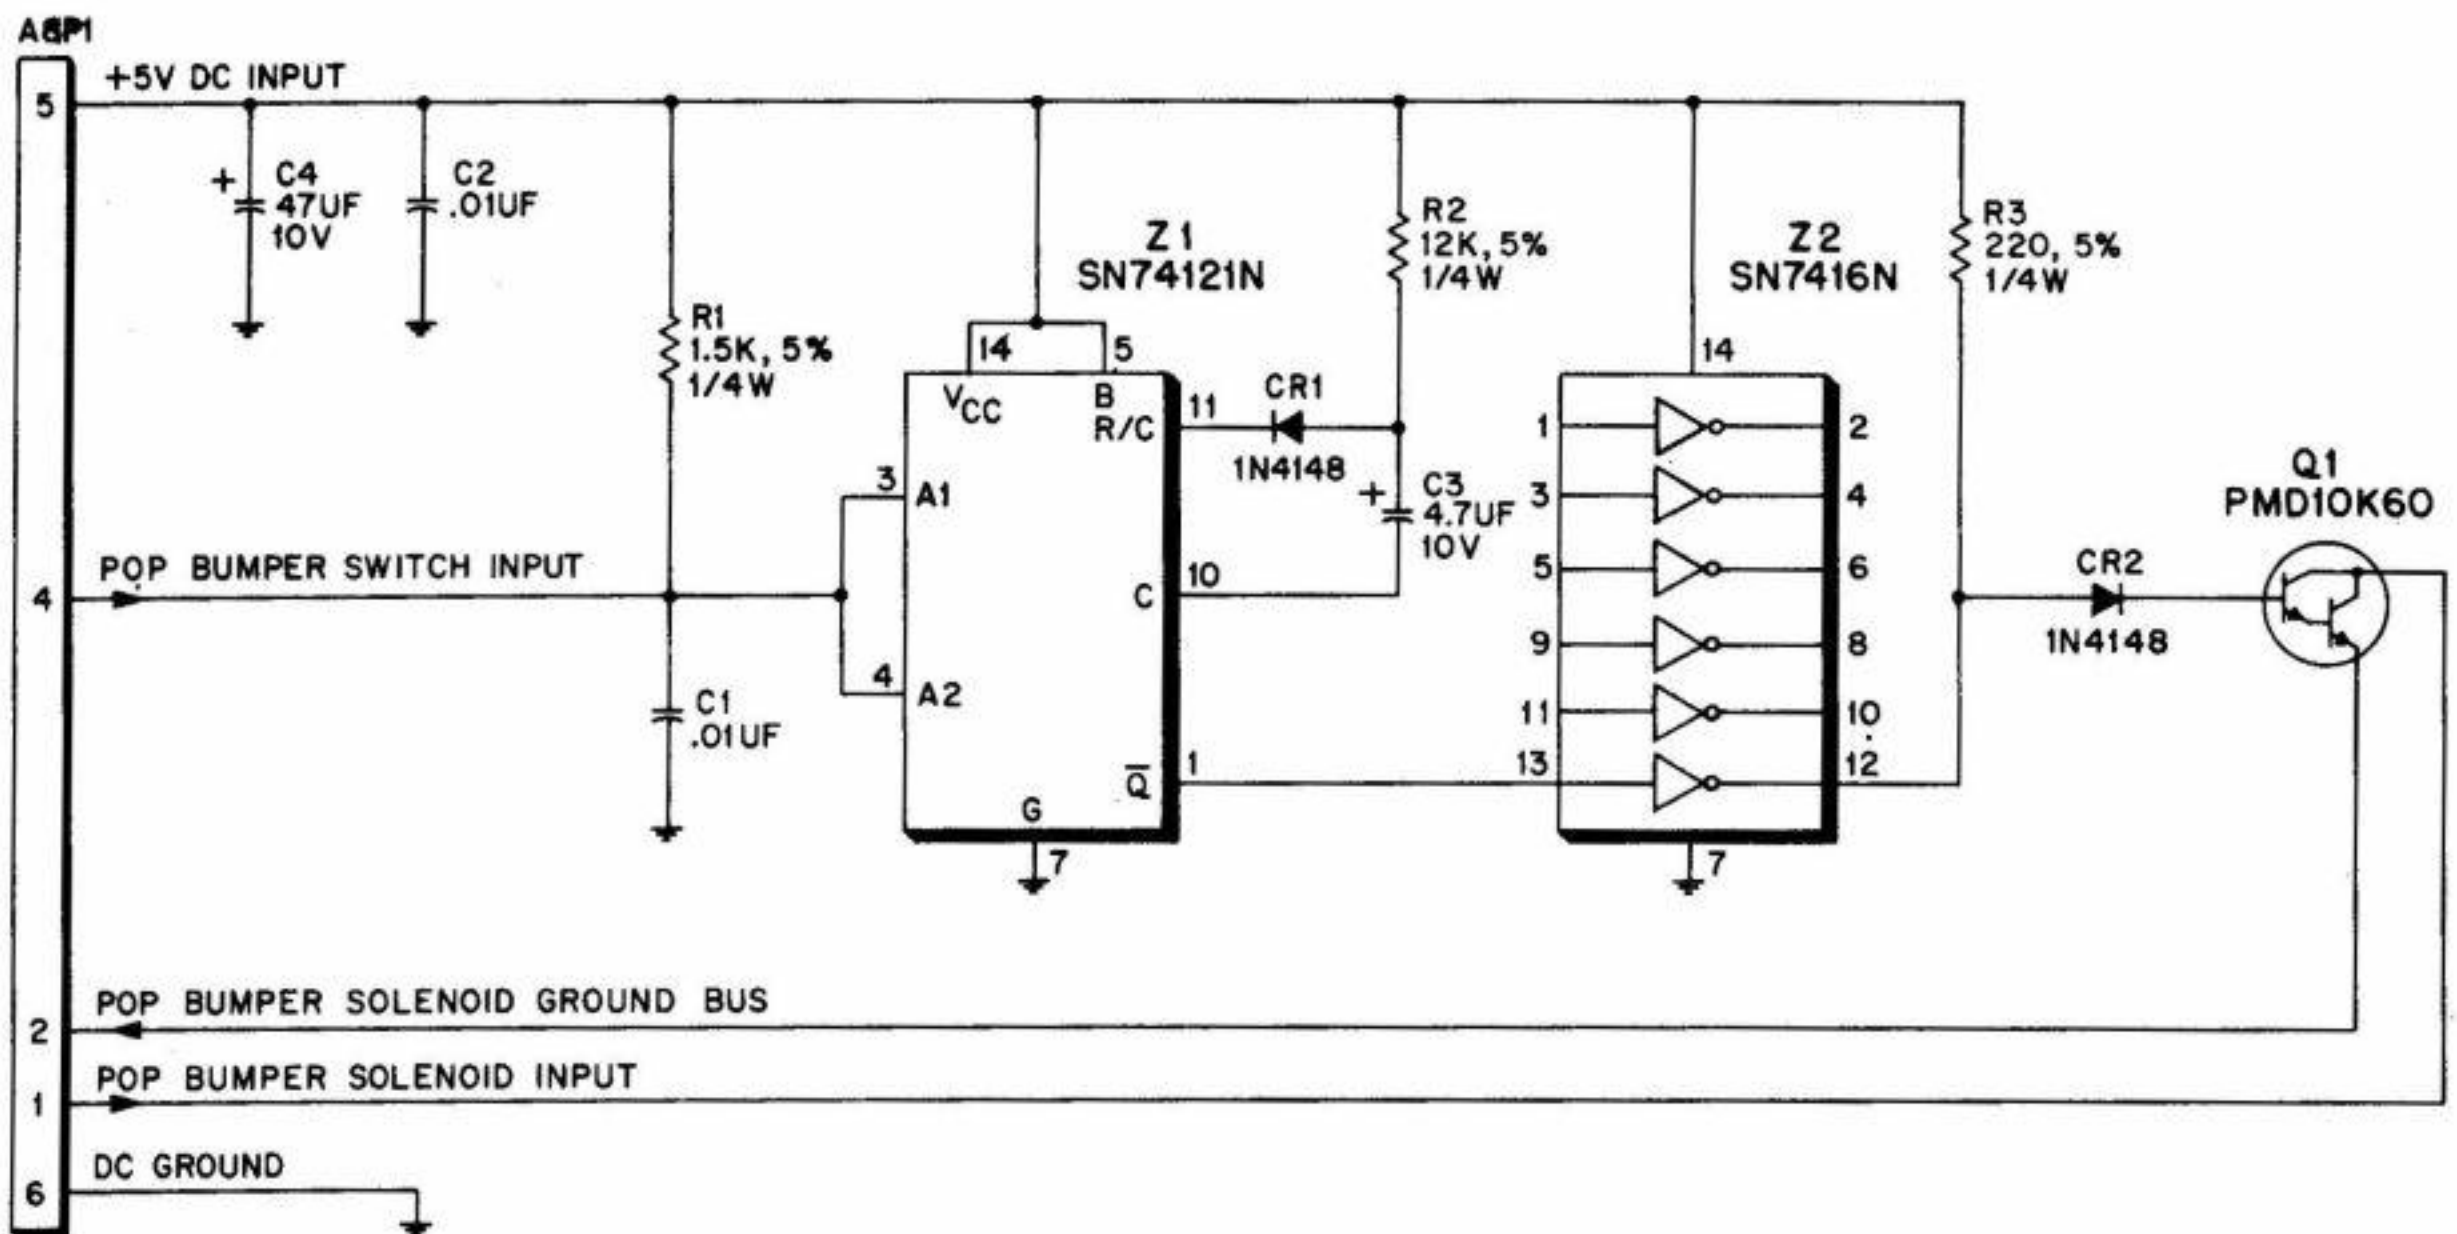 A6P1
+5V DC INPUT
5
+
C4
47UF
10V
C2
.01UF
R1
1.5K, 5%
1/4W
Z1
SN74121N
14
5
VCC
B
R/C
11
CR1
1N4148
R2
12K, 5%
1/4W
+
C3
4.7UF
10V
3
A1
4
A2
C
10
Q̅
1
G
7
POP BUMPER SWITCH INPUT
4
C1
.01UF
Z2
SN7416N
14
1
2
3
4
5
6
9
8
11
10
13
12
7
R3
220, 5%
1/4W
CR2
1N4148
Q1
PMD10K60
POP BUMPER SOLENOID GROUND BUS
2
POP BUMPER SOLENOID INPUT
1
DC GROUND
6